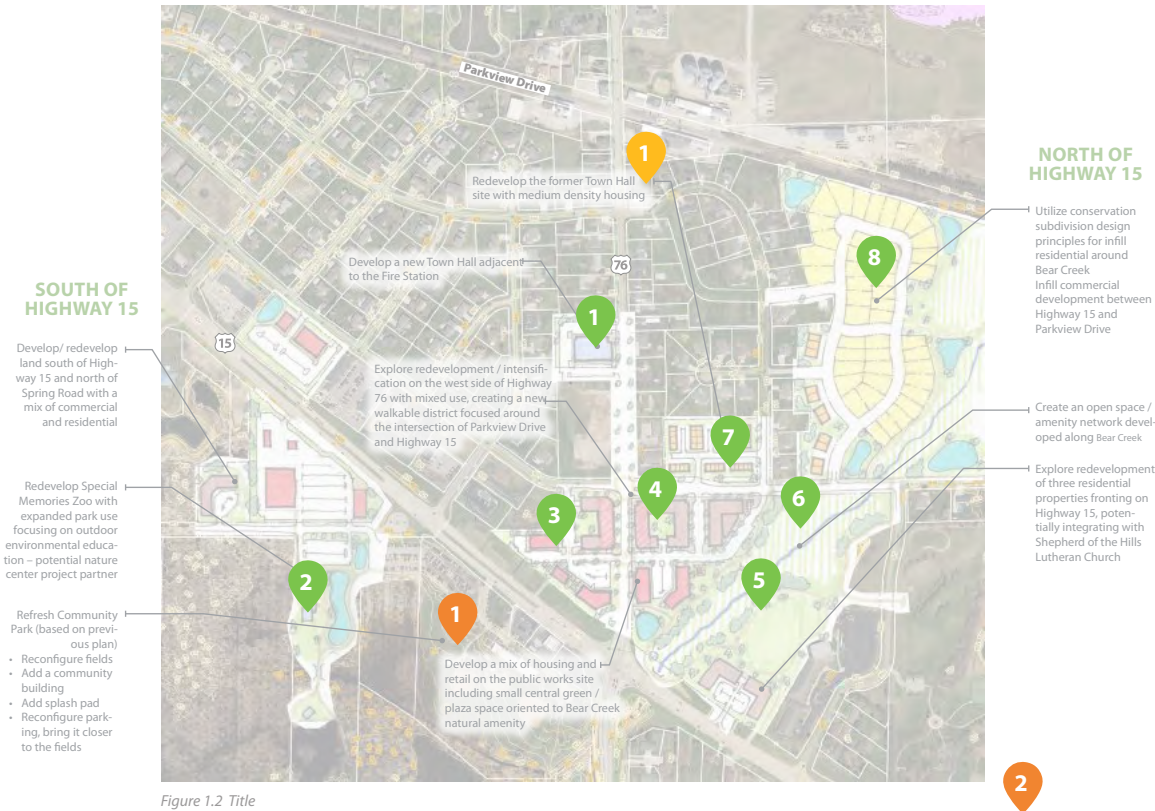 Parkview Drive
1
Redevelop the former Town Hall
site with medium density housing
Develop a new Town Hall adjacent
to the Fire Station
76
1
15
Explore redevelopment / intensifi-
cation on the west side of Highway
76 with mixed use, creating a new
walkable district focused around
the intersection of Parkview Drive
and Highway 15
8
7
4
3
6
5
2
1
Develop a mix of housing and
retail on the public works site
including small central green /
plaza space oriented to Bear Creek
natural amenity
SOUTH OF
HIGHWAY 15
Develop/ redevelop
land south of High-
way 15 and north of
Spring Road with a
mix of commercial
and residential
Redevelop Special
Memories Zoo with
expanded park use
focusing on outdoor
environmental educa-
tion – potential nature
center project partner
Refresh Community
Park (based on previ-
ous plan)
• Reconfigure fields
• Add a community
building
• Add splash pad
• Reconfigure park-
ing, bring it closer
to the fields
NORTH OF
HIGHWAY 15
Utilize conservation
subdivision design
principles for infill
residential around
Bear Creek
Infill commercial
development between
Highway 15 and
Parkview Drive
Create an open space /
amenity network devel-
oped along Bear Creek
Explore redevelopment
of three residential
properties fronting on
Highway 15, poten-
tially integrating with
Shepherd of the Hills
Lutheran Church
2
Figure 1.2 Title